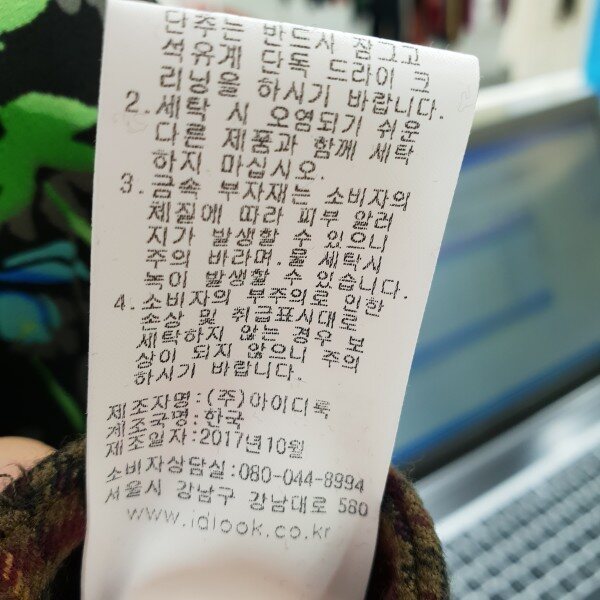 단추는 반드시 잠그고
석유계 단독 드라이 크
리닝을 하시기 바랍니다.
2.세탁 시 오염되기 쉬운
다른 제품과 함께 세탁
하지 마십시오.
3.금속 부자재는 소비자의
체질에 따라 피부 알러
지가 발생할 수 있으니
주의 바라며.물 세탁시
녹이 발생할 수 있습니다.
4.소비자의 부주의로 인한
손상 및 취급표시대로
세탁하지 않는 경우 보
상이 되지 않으니 주의
하시기 바랍니다.
제조자명:(주)아이디룩
제조국명:한국
제조일자:2017년10월
소비자상담실:080-044-8994
서울시 강남구 강남대로 580
www.idlook.co.kr